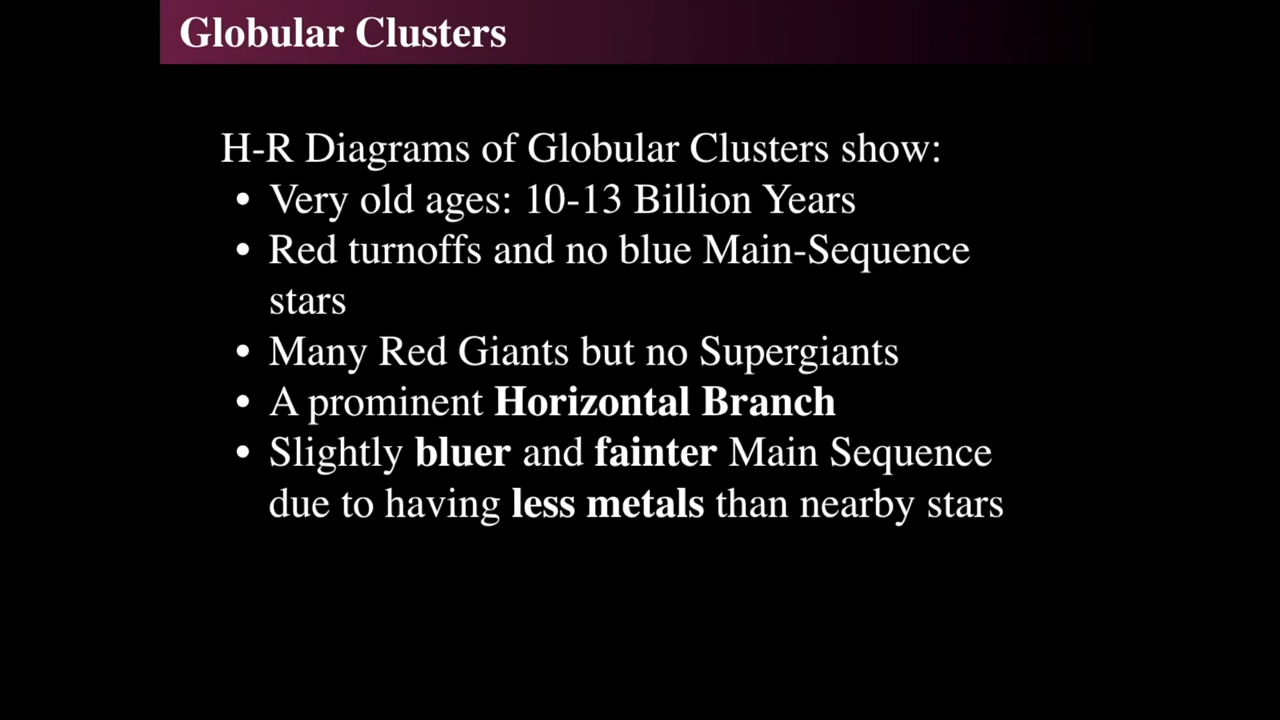 Globular Clusters
H-R Diagrams of Globular Clusters show:
• Very old ages: 10-13 Billion Years
• Red turnoffs and no blue Main-Sequence
stars
• Many Red Giants but no Supergiants
• A prominent Horizontal Branch
• Slightly bluer and fainter Main Sequence
due to having less metals than nearby stars